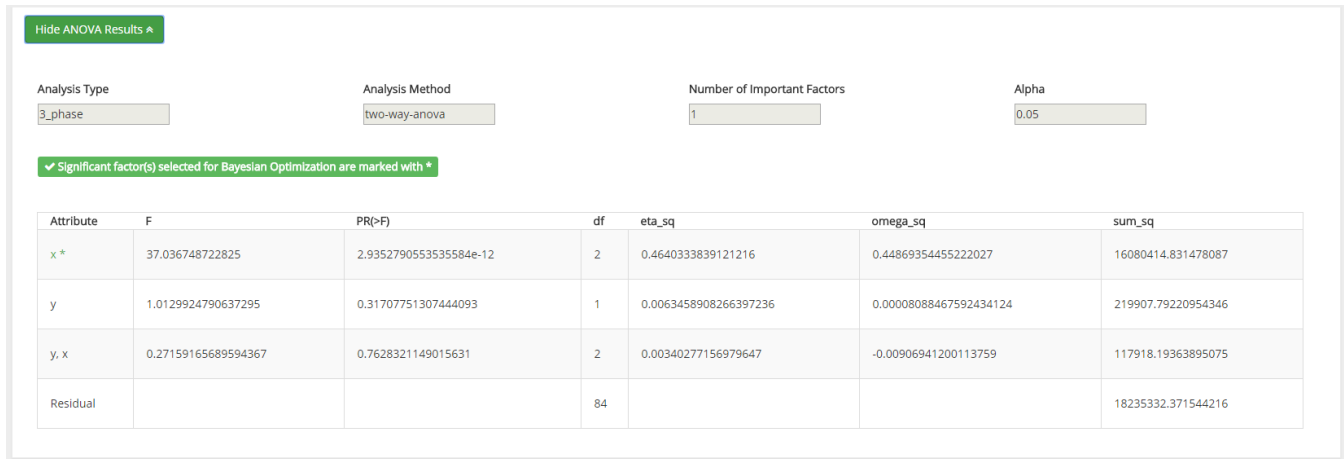 Hide ANOVA Results
Analysis Type Analysis Method Number of Important Factors Alpha
3_phase two-way-anova 1 0.05
Significant factor(s) selected for Bayesian Optimization are marked with *
Attribute F PR(>F) df eta_sq omega_sq sum_sq
x * 37.036748722825 2.9352790553535584e-12 2 0.4640333839121216 0.44869354455222027 16080414.831478087
y 1.0129924790637295 0.31707751307444093 1 0.0063458908266397236 0.00008088467592434124 219907.79220954346
y, x 0.27159165689594367 0.7628321149015631 2 0.00340277156979647 -0.00906941200113759 117918.19363895075
Residual 84 18235332.371544216